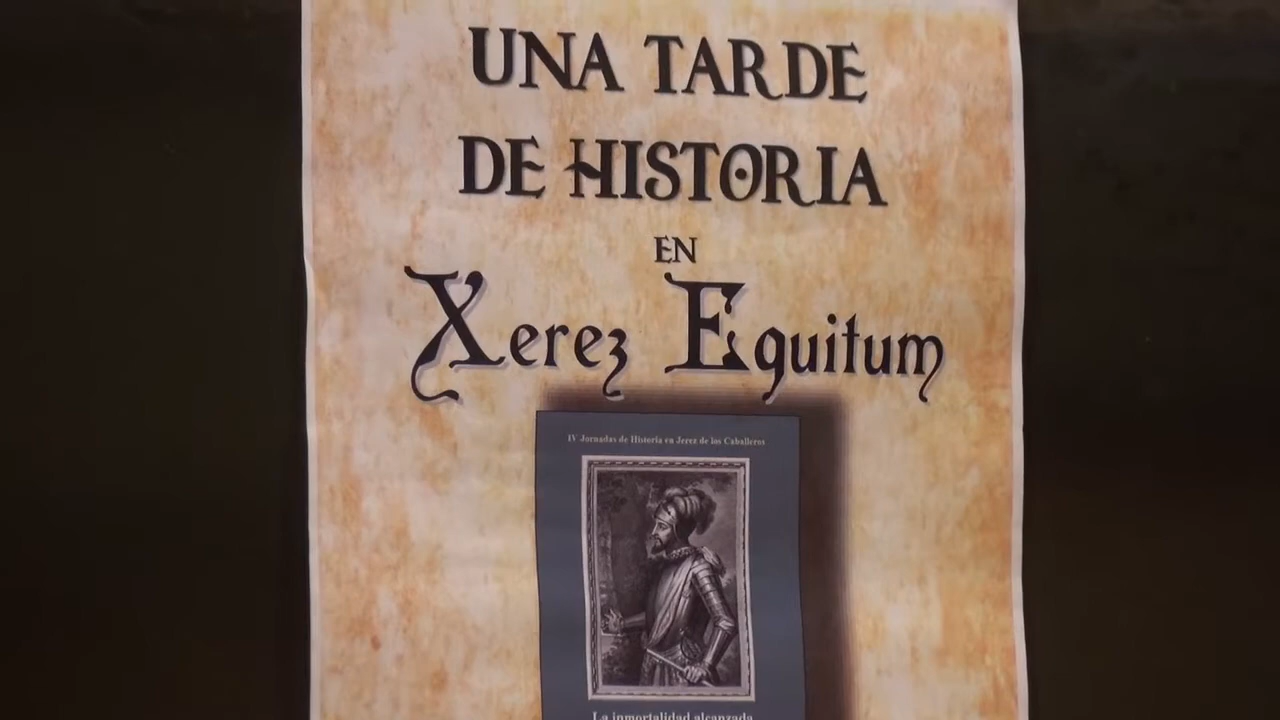 UNA TARDE
DE HISTORIA
EN
Xerez Equitum
IV Jornadas de Historia en Jerez de los Caballeros
La inmortalidad alcanzada